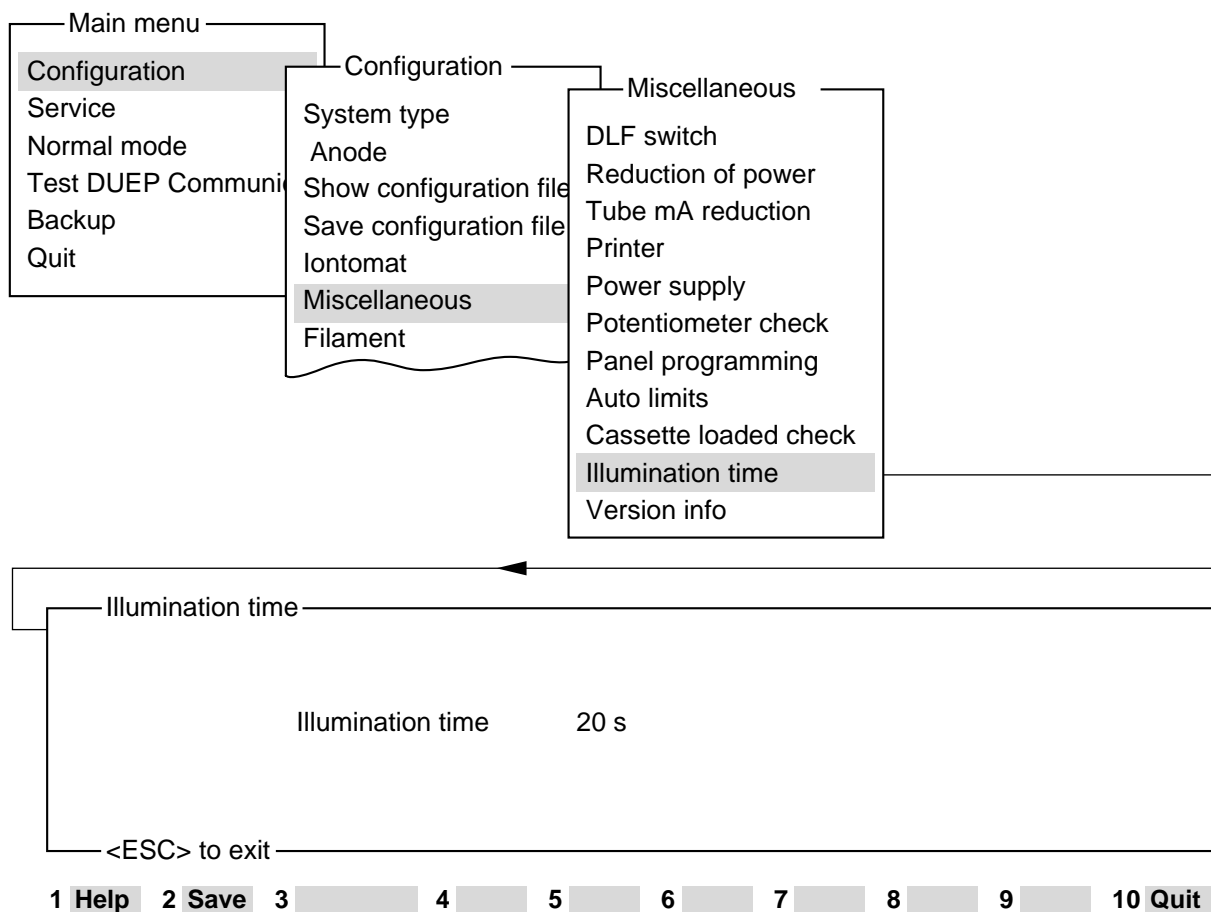 Main menu
Configuration
Service
Normal mode
Test DUEP Communi
Backup
Quit
Configuration
System type
Anode
Show configuration file
Save configuration file
Iontomat
Miscellaneous
Filament
Miscellaneous
DLF switch
Reduction of power
Tube mA reduction
Printer
Power supply
Potentiometer check
Panel programming
Auto limits
Cassette loaded check
Illumination time
Version info
Illumination time
Illumination time 20 s
<ESC> to exit
1 Help 2 Save 3 4 5 6 7 8 9 10 Quit